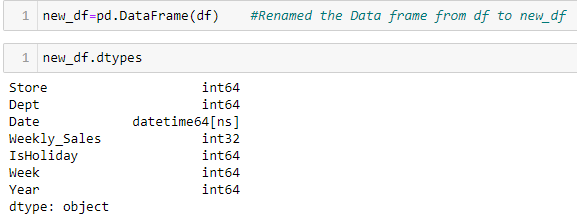 1 new_df=pd.DataFrame(df) #Renamed the Data frame from df to new_df
1 new_df.dtypes
Store int64
Dept int64
Date datetime64[ns]
Weekly_Sales int32
IsHoliday int64
Week int64
Year int64
dtype: object